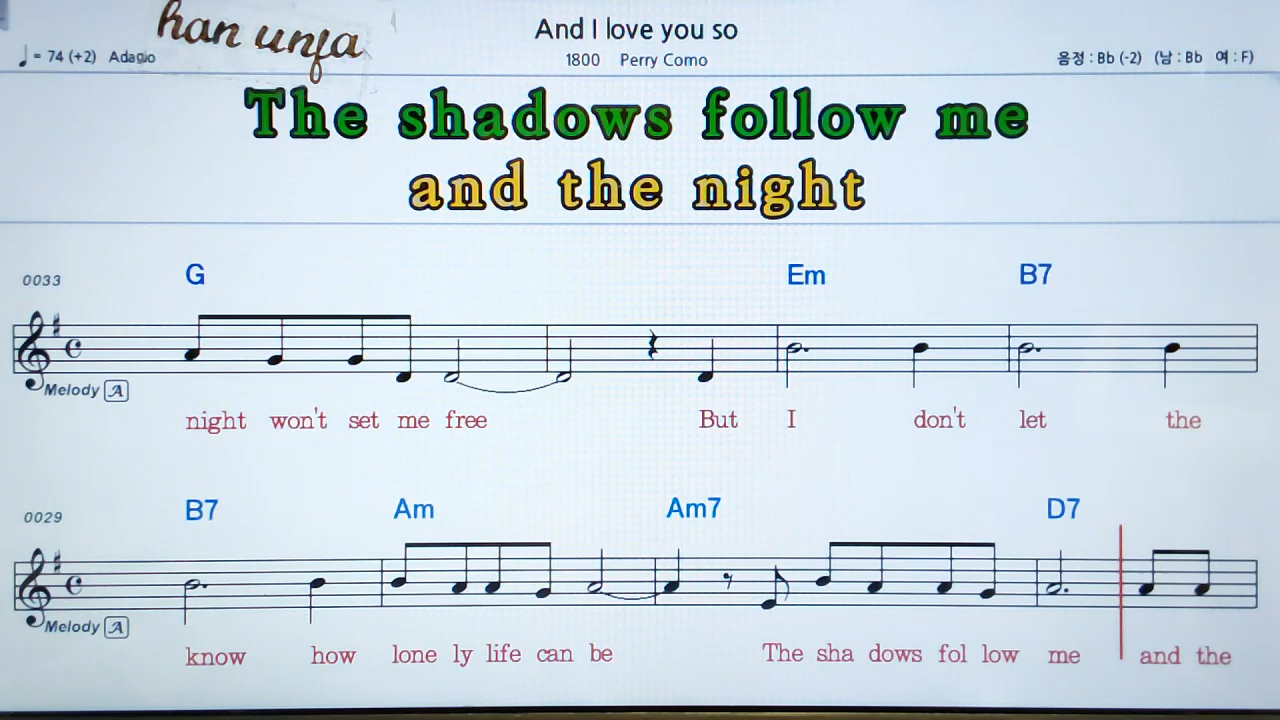 han unja
And I love you so
♩ = 74 (+2) Adagio
1800 Perry Como
음정 : Bb (-2) (남 : Bb 여 : F)
The shadows follow me
and the night
0033
G Em B7
Melody A
night won't set me free But I don't let the
0029
B7 Am Am7 D7
Melody A
know how lone ly life can be The sha dows fol low me and the